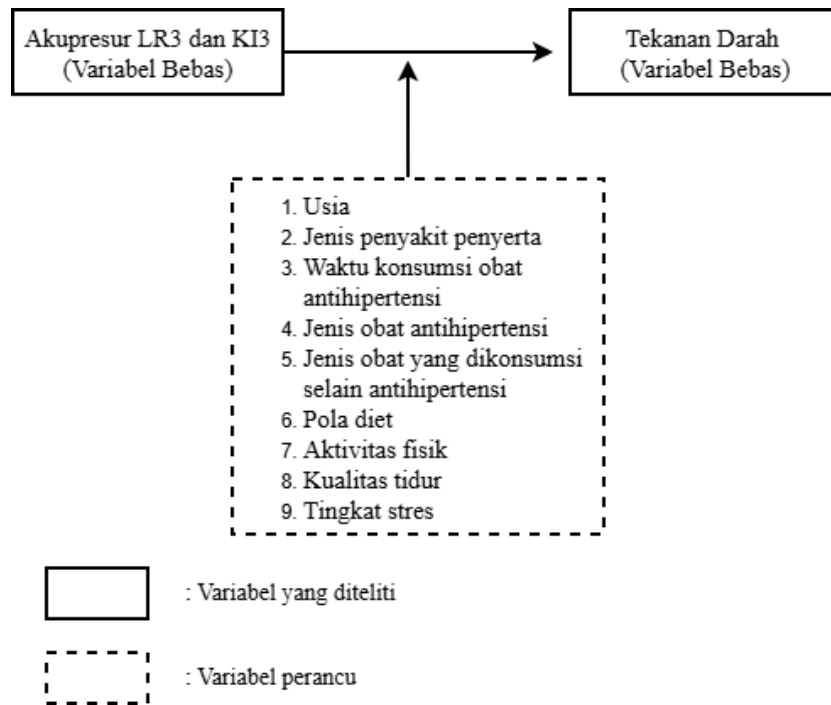 Akupresur LR3 dan KI3
(Variabel Bebas)
Tekanan Darah
(Variabel Bebas)
1. Usia
2. Jenis penyakit penyerta
3. Waktu konsumsi obat
antihipertensi
4. Jenis obat antihipertensi
5. Jenis obat yang dikonsumsi
selain antihipertensi
6. Pola diet
7. Aktivitas fisik
8. Kualitas tidur
9. Tingkat stres
: Variabel yang diteliti
: Variabel perancu